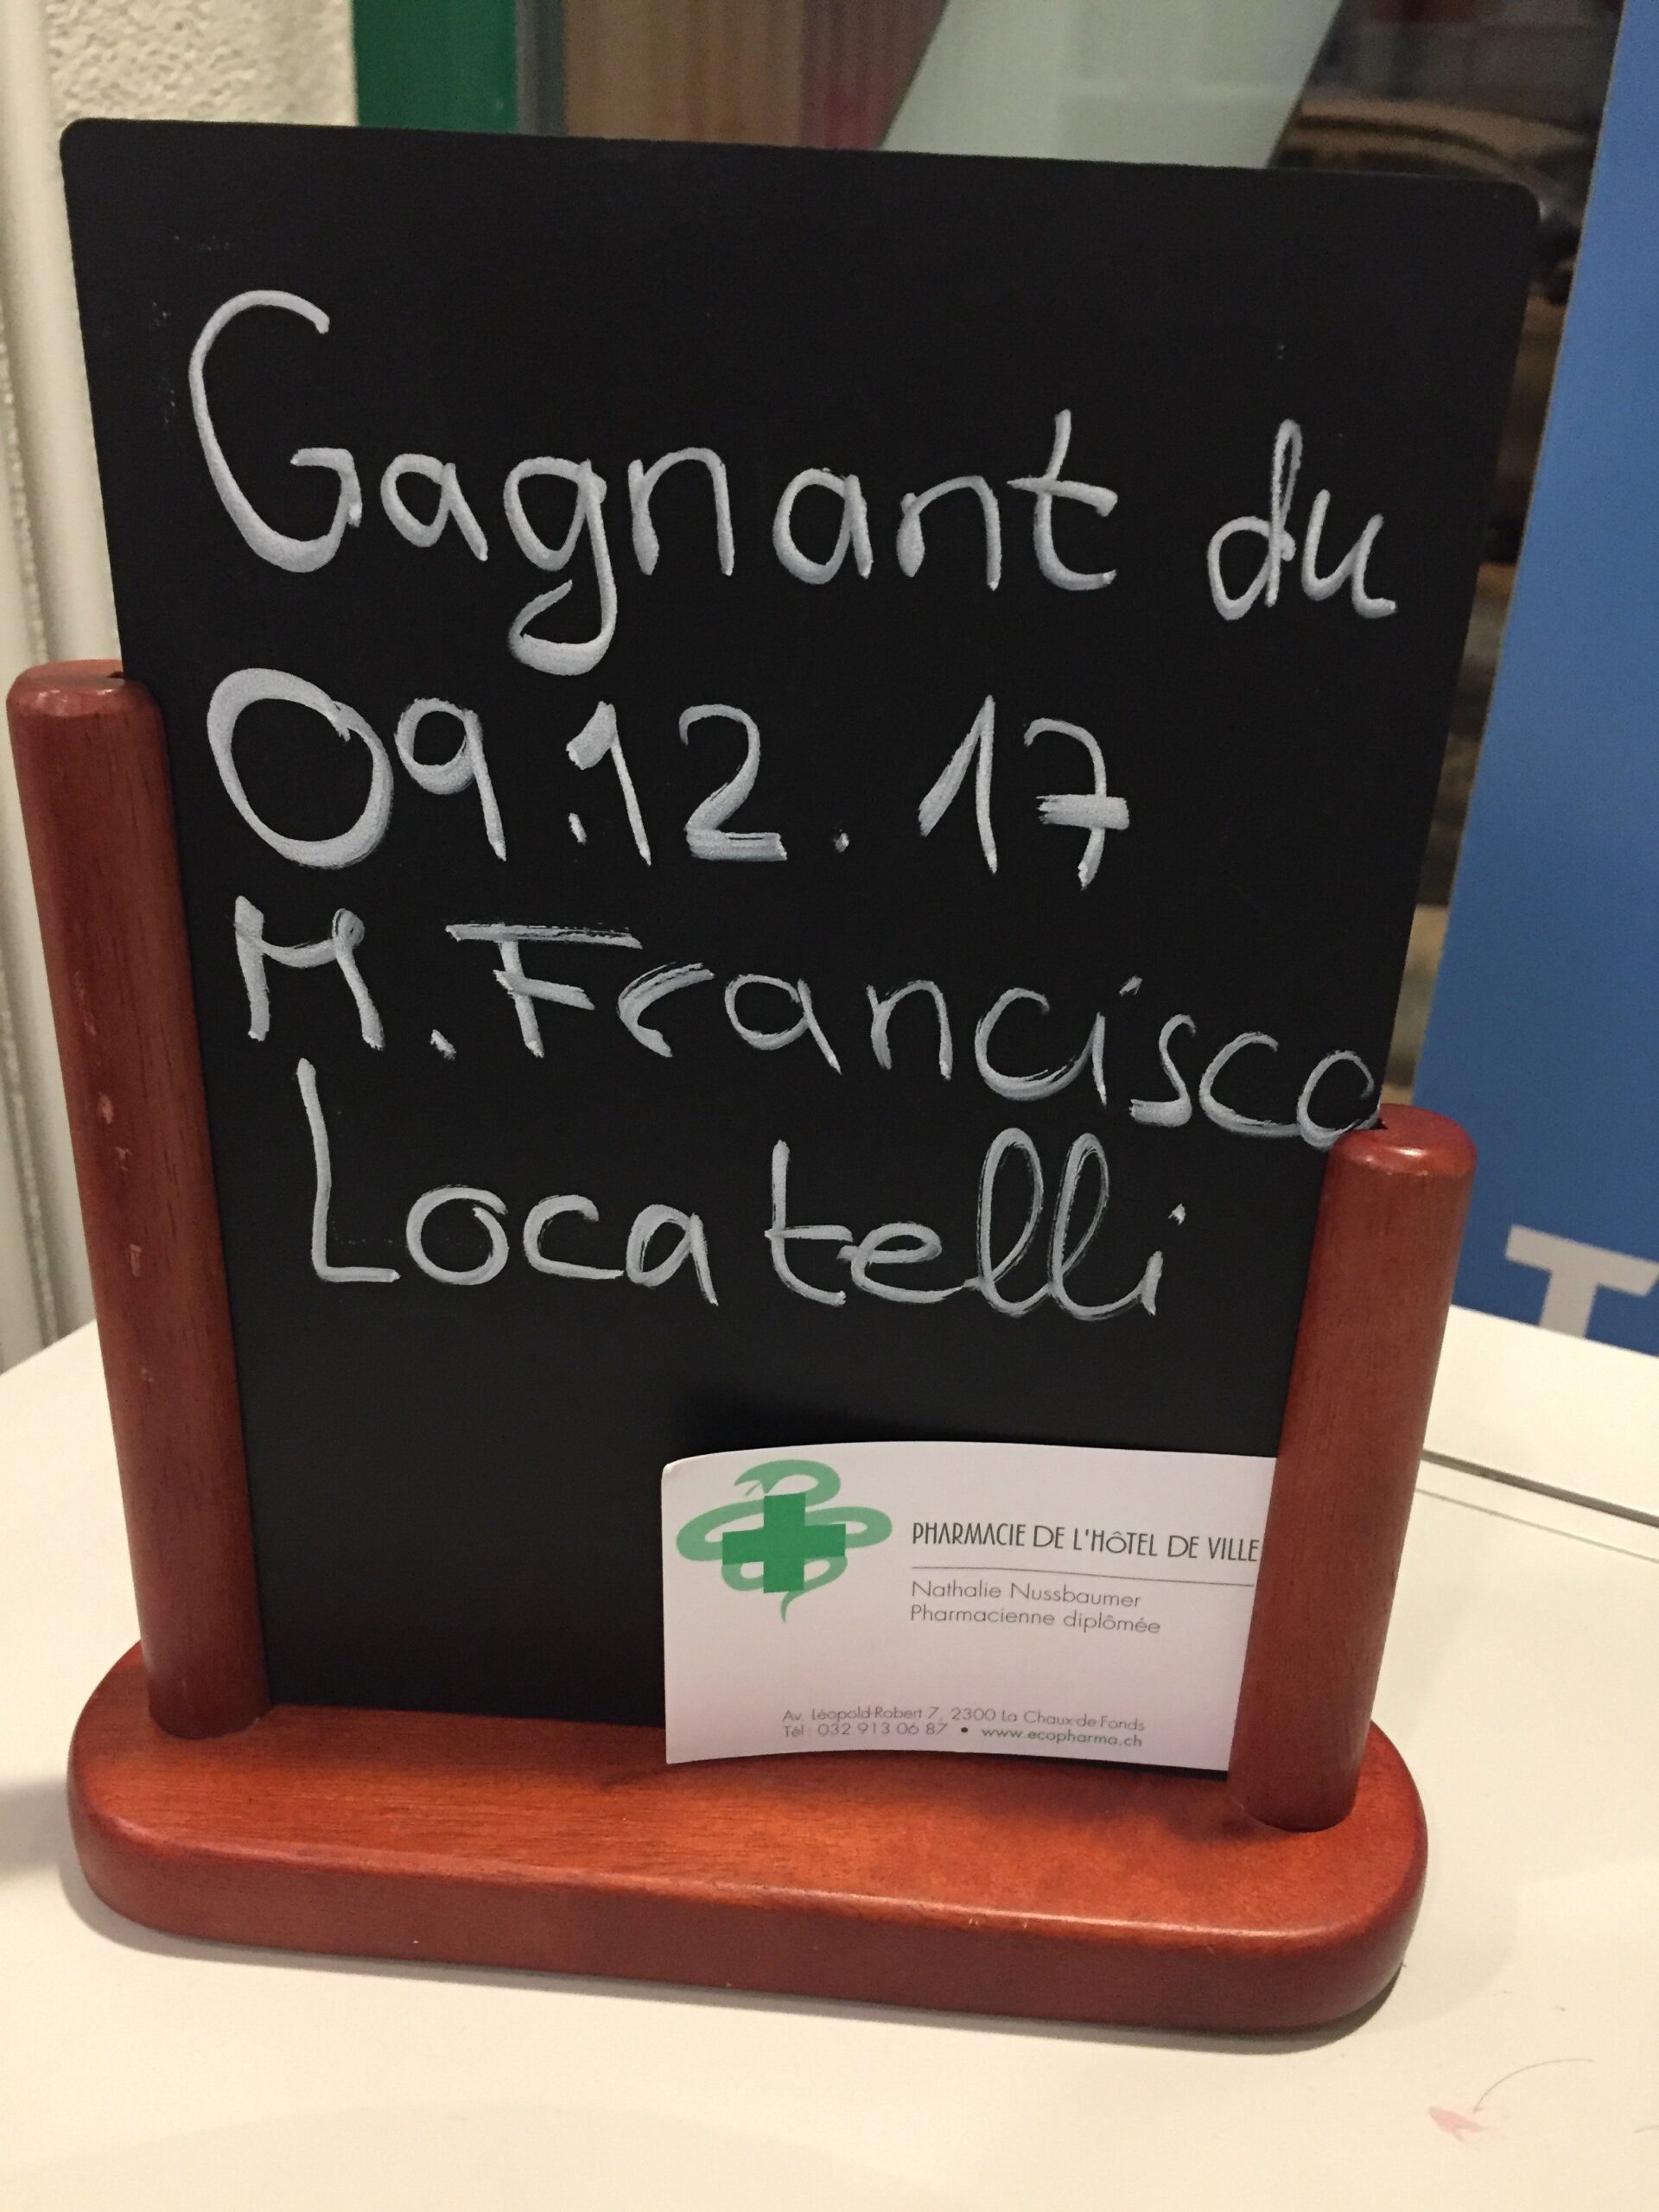 Gagnant du
09.12.17
M. Francisco
Locatelli
PHARMACIE DE L'HÔTEL DE VILLE
Nathalie Nussbaumer
Pharmacienne diplômée
Av. Léopold-Robert 7, 2300 La Chaux-de-Fonds
Tél. 032 913 06 87 • www.ecopharma.ch
T